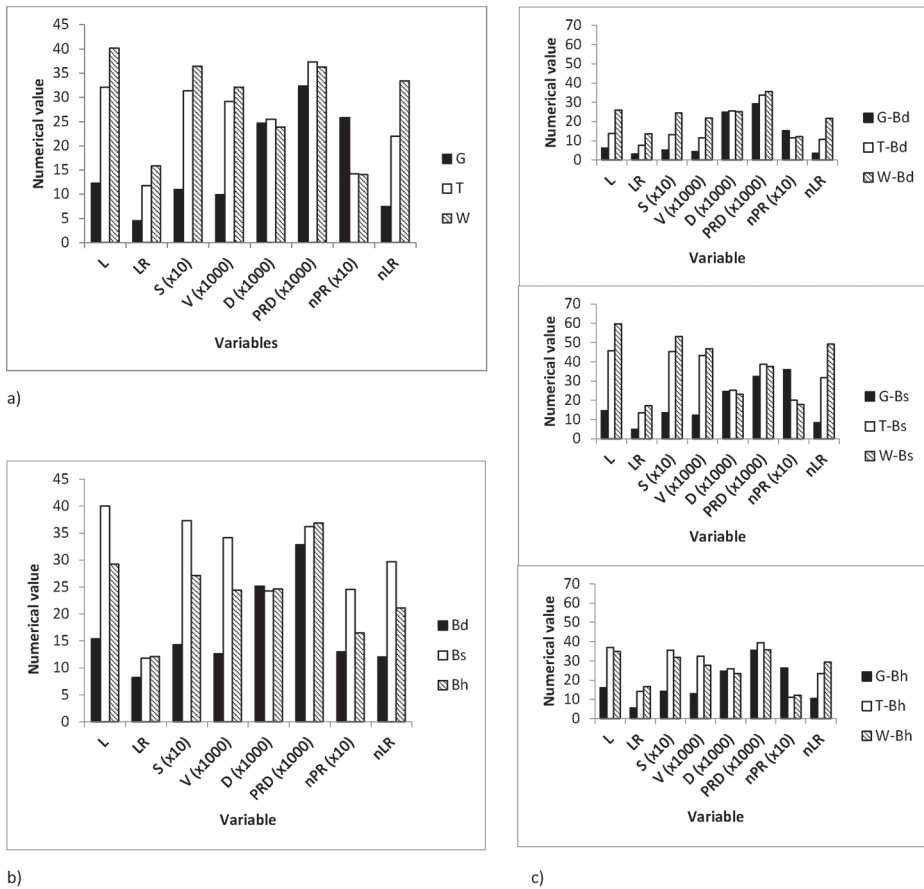 45
40
35
30
25
20
15
10
5
0
Numerical value
L
LR
S (x10)
V (x1000)
D (x1000)
PRD (x1000)
nPR (x10)
nLR
Variables
G
T
W
a)
45
40
35
30
25
20
15
10
5
0
Numerical value
L
LR
S (x10)
V (x1000)
D (x1000)
PRD (x1000)
nPR (x10)
nLR
Variable
Bd
Bs
Bh
b)
70
60
50
40
30
20
10
0
Numerical value
L
LR
S (x10)
V (x1000)
D (x1000)
PRD (x1000)
nPR (x10)
nLR
Variable
G-Bd
T-Bd
W-Bd
70
60
50
40
30
20
10
0
Numerical value
L
LR
S (x10)
V (x1000)
D (x1000)
PRD (x1000)
nPR (x10)
nLR
Variable
G-Bs
T-Bs
W-Bs
70
60
50
40
30
20
10
0
Numerical value
L
LR
S (x10)
V (x1000)
D (x1000)
PRD (x1000)
nPR (x10)
nLR
Variable
G-Bh
T-Bh
W-Bh
c)